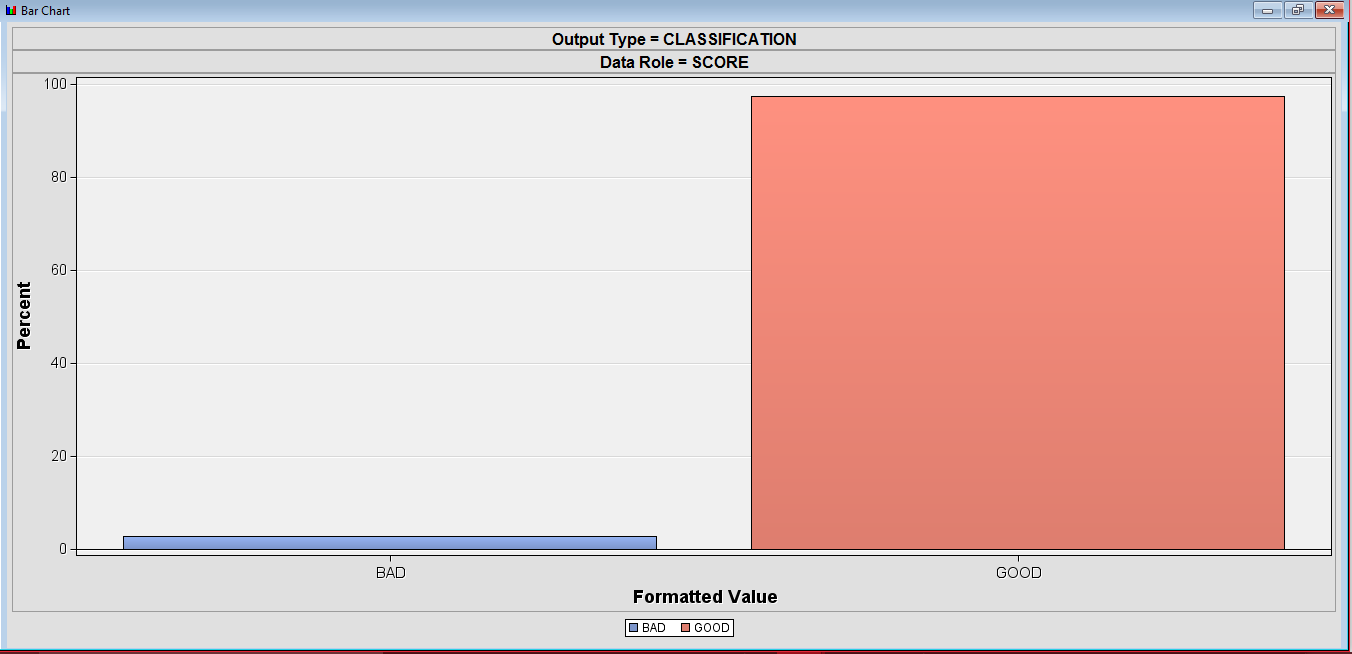 Bar Chart
Output Type = CLASSIFICATION
Data Role = SCORE
100
80
60
40
20
0
Percent
BAD GOOD
Formatted Value
BAD GOOD